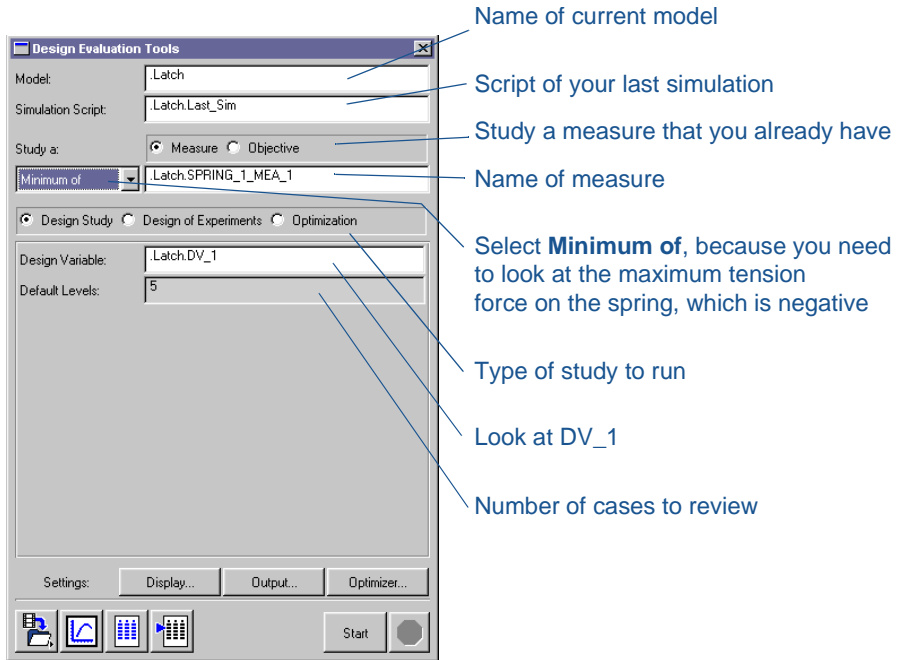 Name of current model
Design Evaluation Tools
Model:
.Latch
Script of your last simulation
Simulation Script:
.Latch.Last_Sim
Study a measure that you already have
Study a:
Measure
Objective
Minimum of
.Latch.SPRING_1_MEA_1
Name of measure
Design Study
Design of Experiments
Optimization
Select Minimum of, because you need
to look at the maximum tension
force on the spring, which is negative
Design Variable:
.Latch.DV_1
Default Levels:
5
Type of study to run
Look at DV_1
Number of cases to review
Settings:
Display...
Output...
Optimizer...
Start